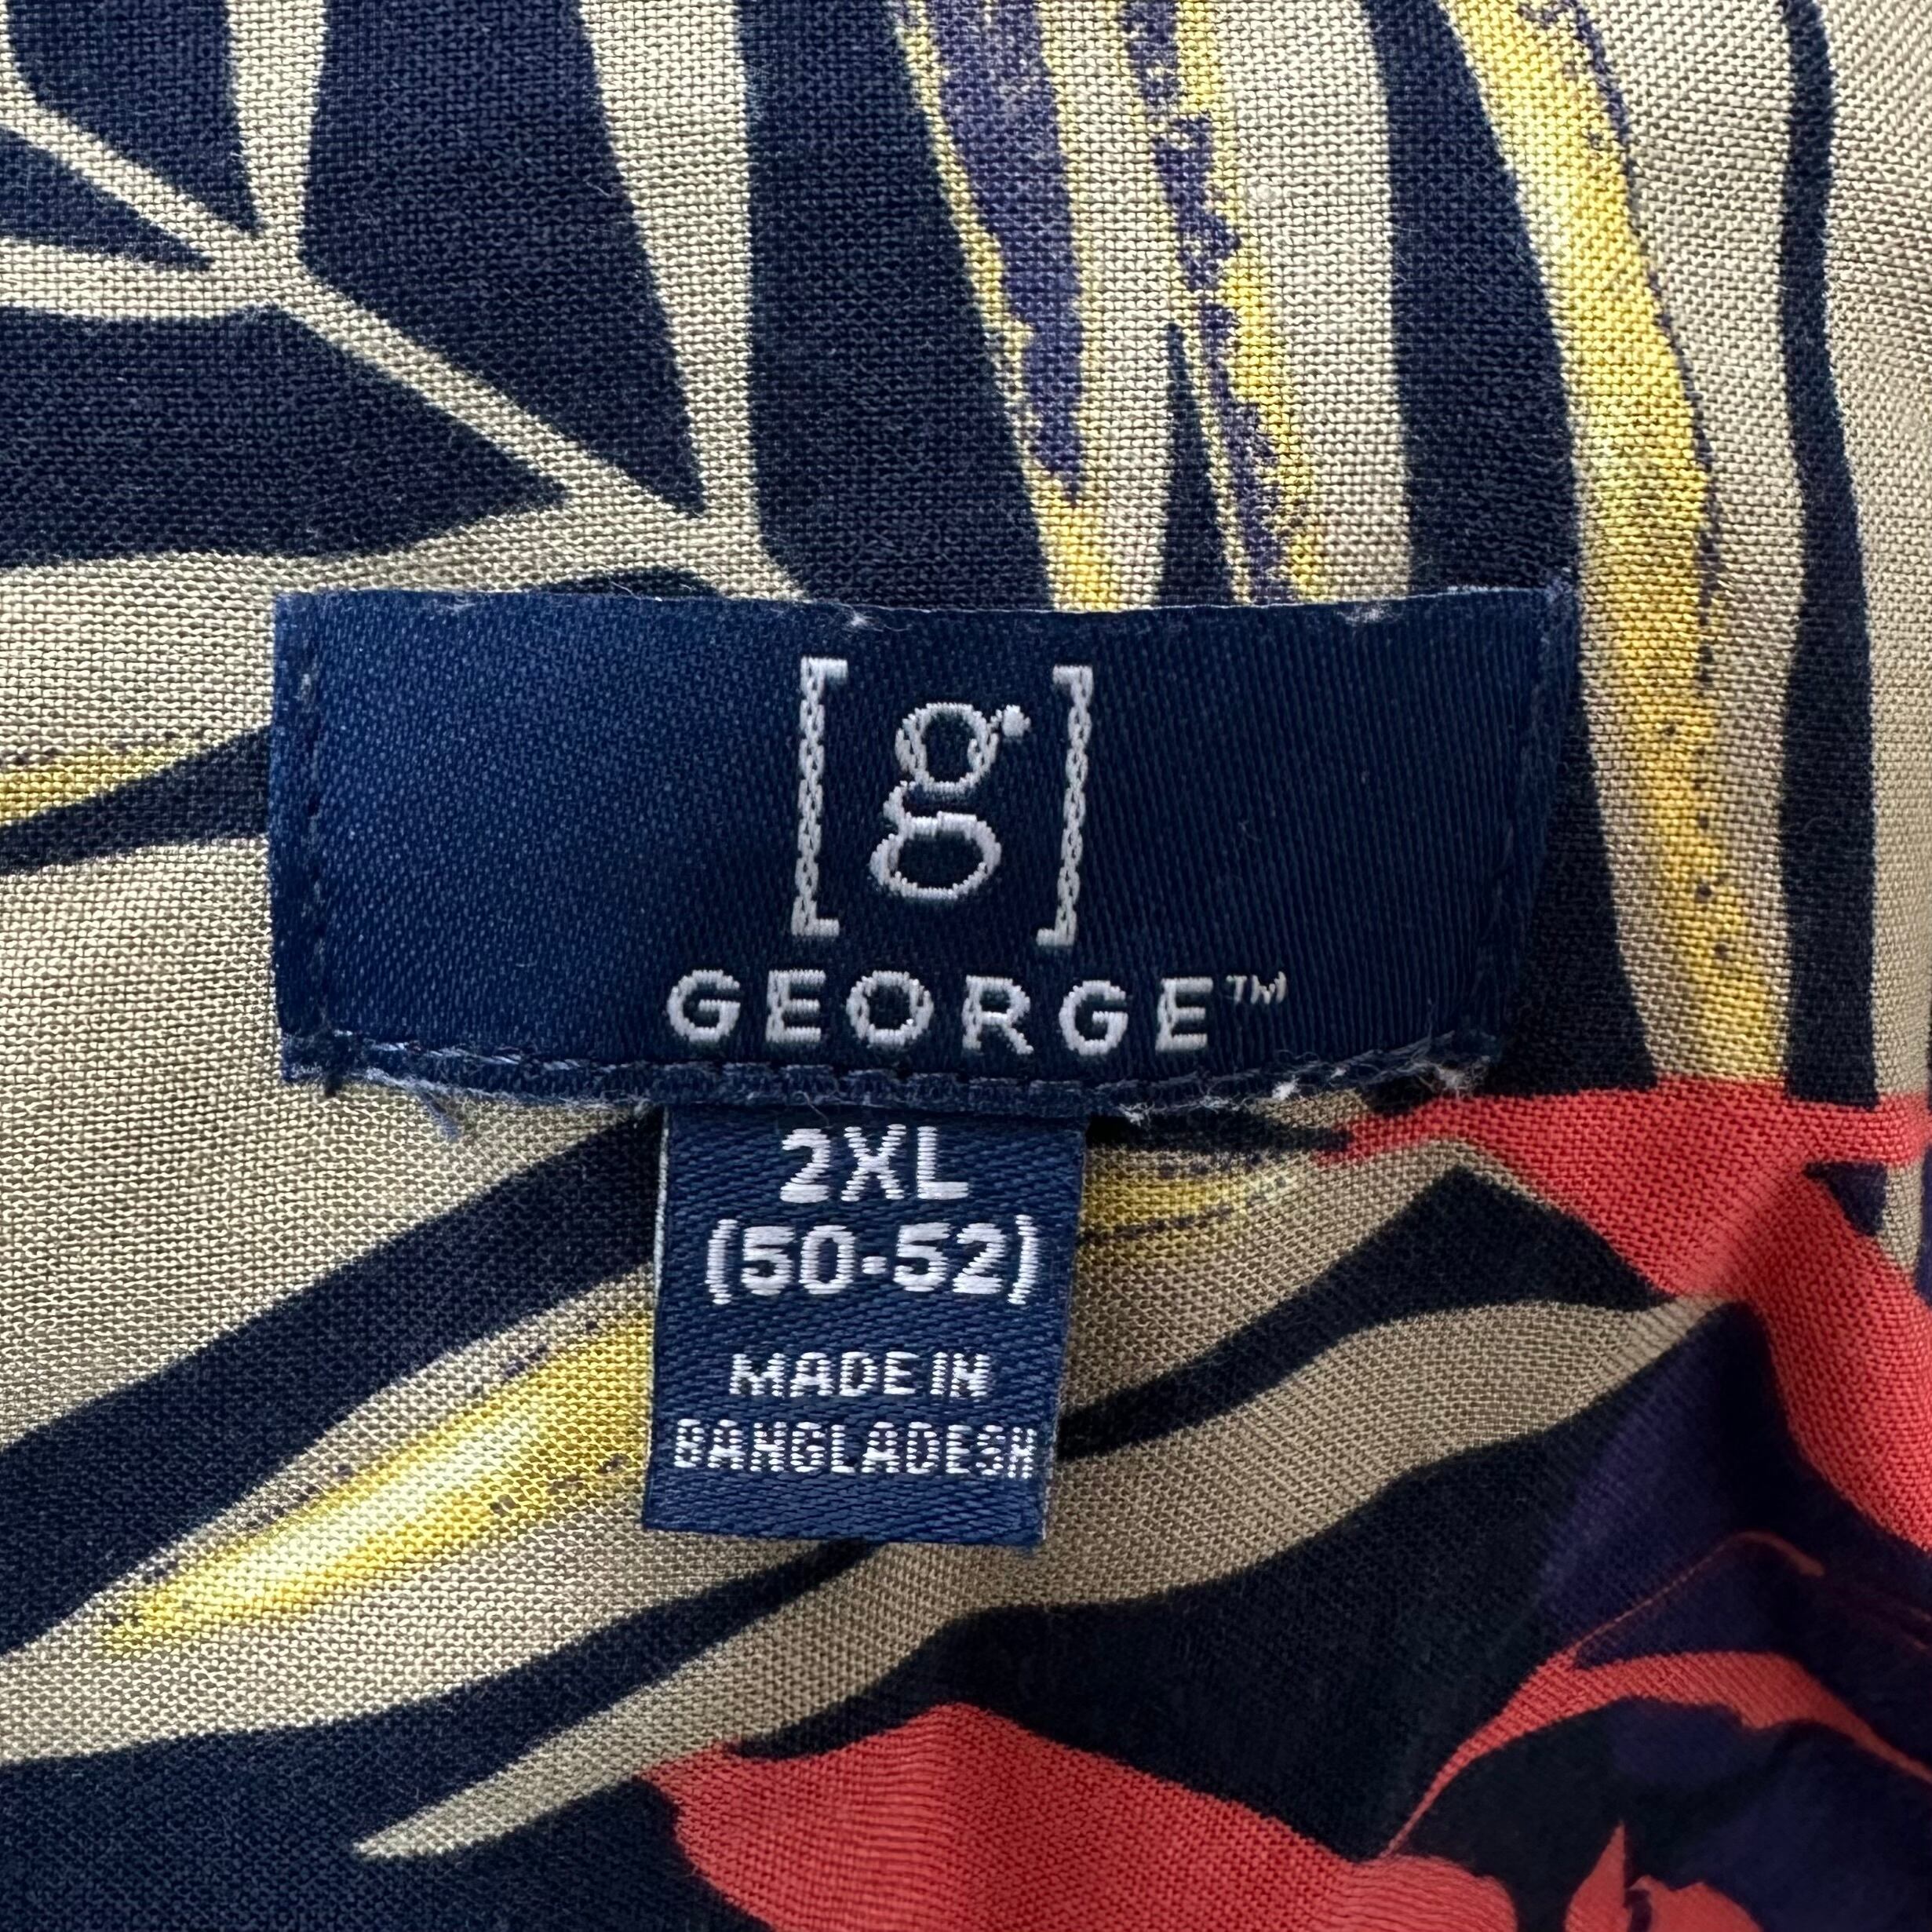 [g]
GEORGE™
2XL
(50-52)
MADE IN
BANGLADESH